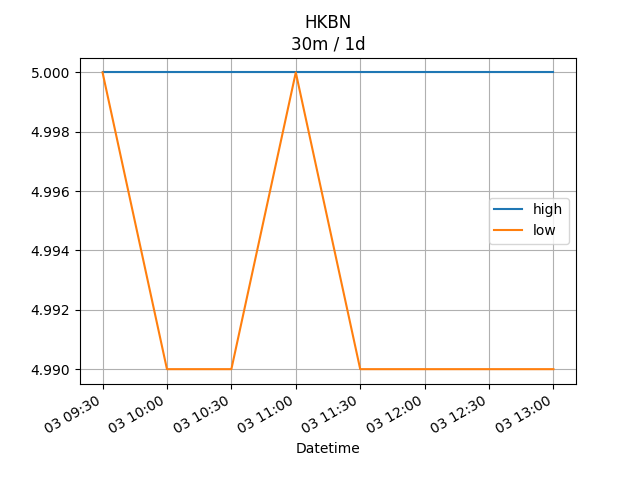 HKBN
30m / 1d
5.000
4.998
4.996
4.994
4.992
4.990
high
low
03 09:30
03 10:00
03 10:30
03 11:00
03 11:30
03 12:00
03 12:30
03 13:00
Datetime